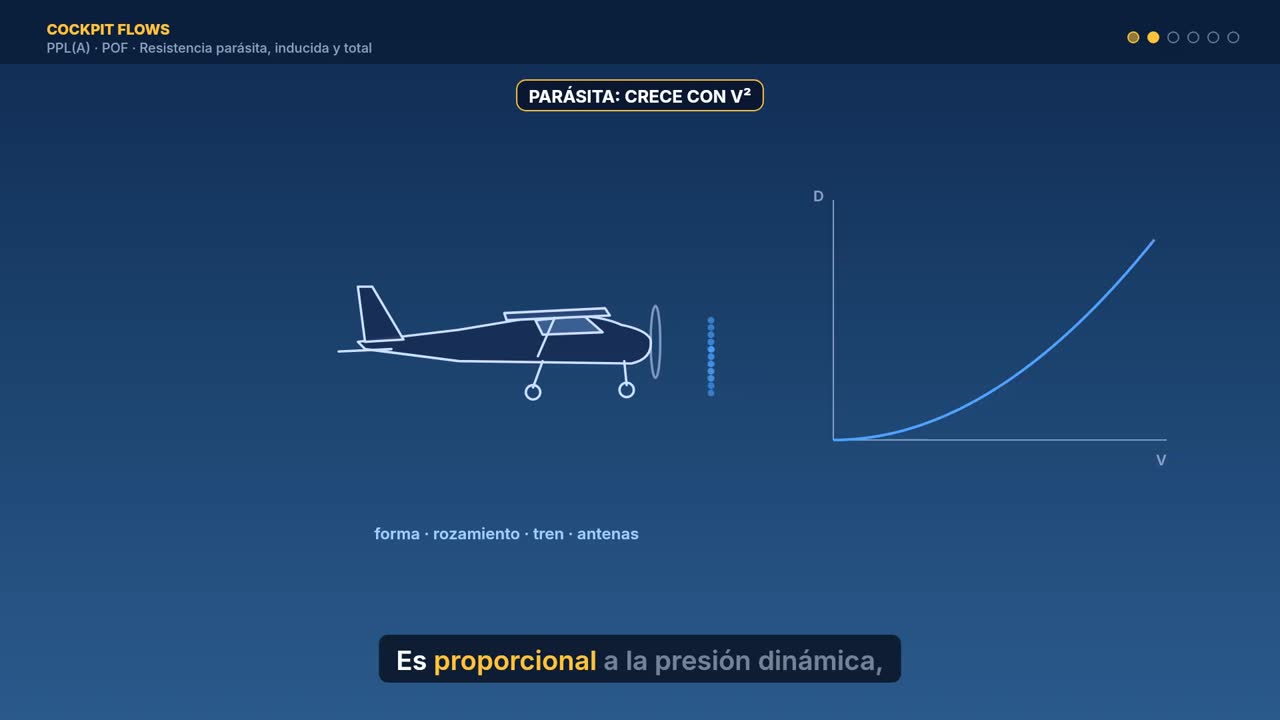 COCKPIT FLOWS
PPL(A) · POF · Resistencia parásita, inducida y total
PARÁSITA: CRECE CON V²
D
V
forma · rozamiento · tren · antenas
Es proporcional a la presión dinámica,